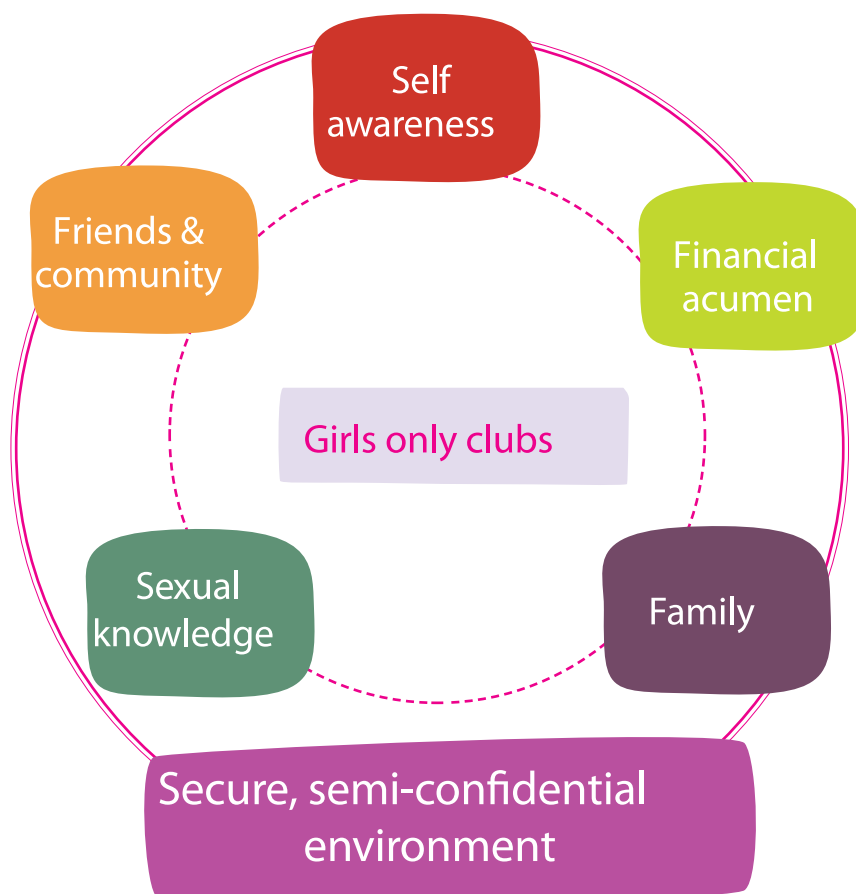 Self
awareness
Friends &
community
Financial
acumen
Girls only clubs
Sexual
knowledge
Family
Secure, semi-confidential
environment